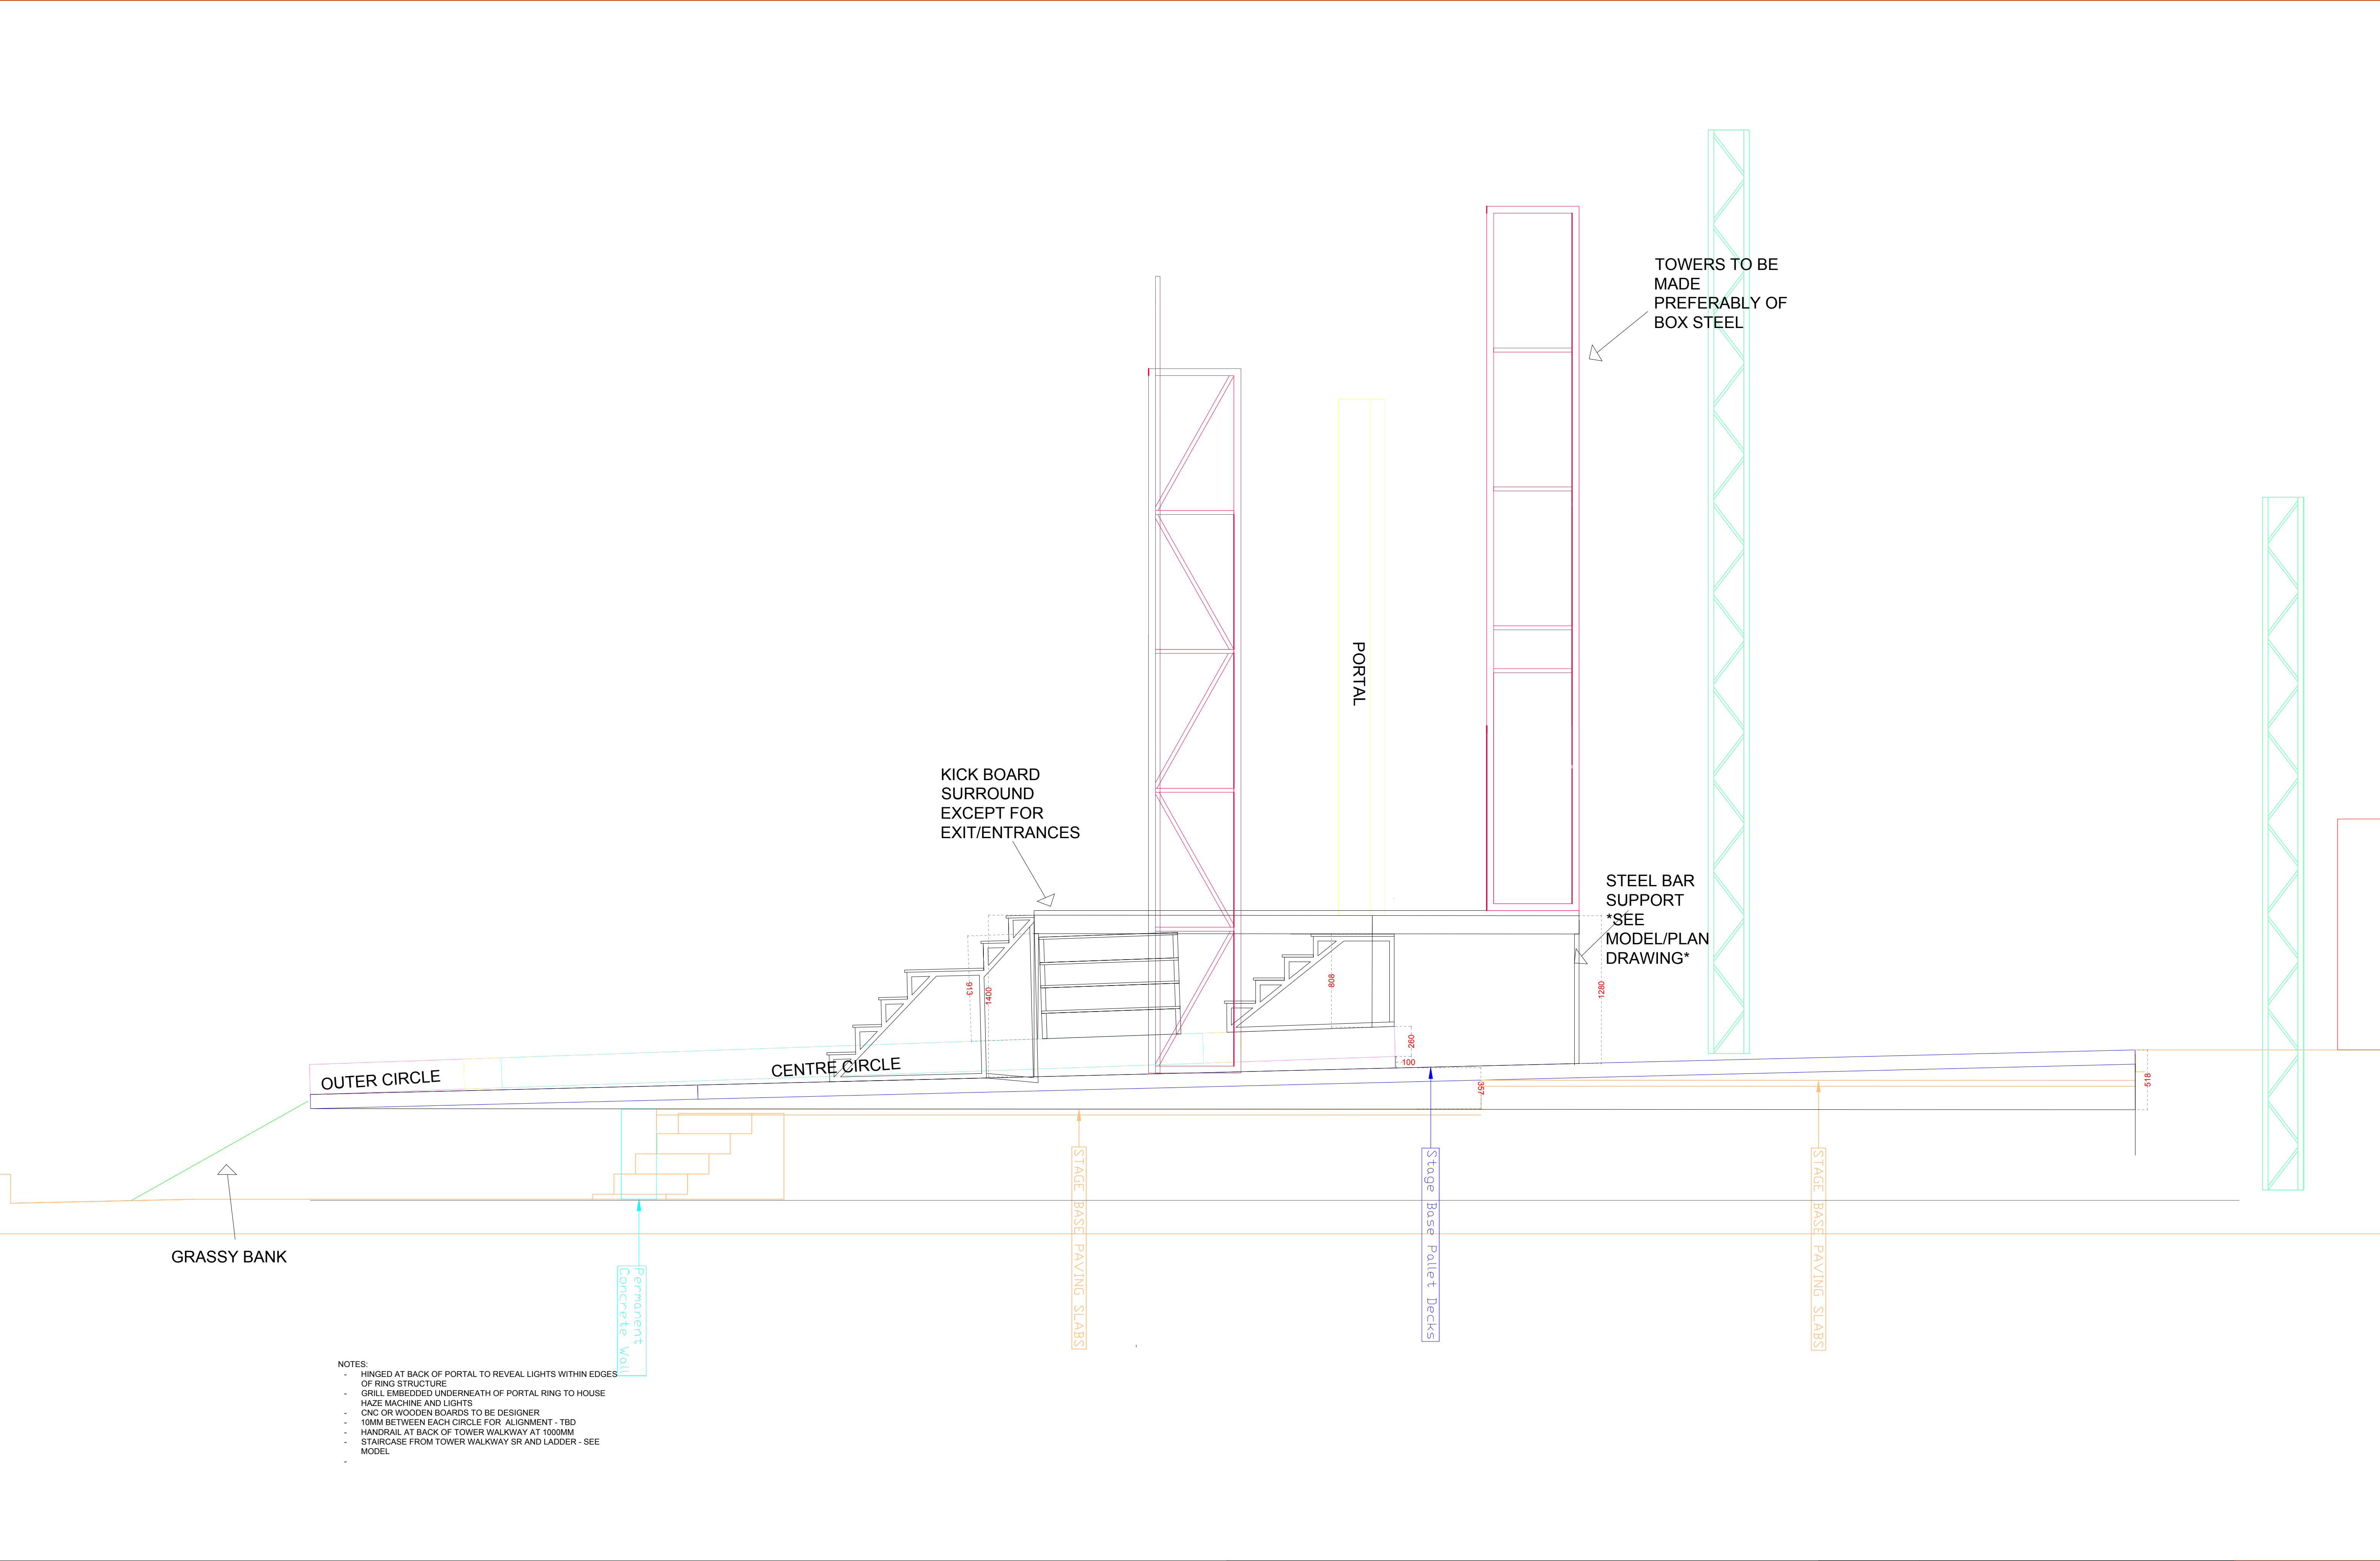 TOWERS TO BE
MADE
PREFERABLY OF
BOX STEEL
PORTAL
KICK BOARD
SURROUND
EXCEPT FOR
EXIT/ENTRANCES
STEEL BAR
SUPPORT
*SEE
MODEL/PLAN
DRAWING*
913
1400
808
1280
260
100
357
518
OUTER CIRCLE
CENTRE CIRCLE
GRASSY BANK
Permanent
Concrete Wall
STAGE BASE PAVING SLABS
Stage Base Pallet Decks
STAGE BASE PAVING SLABS
NOTES:
- HINGED AT BACK OF PORTAL TO REVEAL LIGHTS WITHIN EDGES
OF RING STRUCTURE
- GRILL EMBEDDED UNDERNEATH OF PORTAL RING TO HOUSE
HAZE MACHINE AND LIGHTS
- CNC OR WOODEN BOARDS TO BE DESIGNER
- 10MM BETWEEN EACH CIRCLE FOR ALIGNMENT - TBD
- HANDRAIL AT BACK OF TOWER WALKWAY AT 1000MM
- STAIRCASE FROM TOWER WALKWAY SR AND LADDER - SEE
MODEL
-